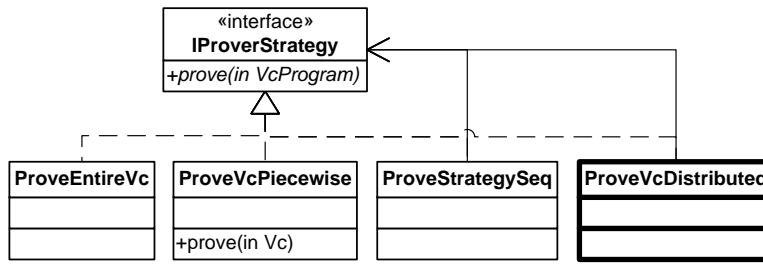 «interface»
IProverStrategy
+prove(in VcProgram)
ProveEntireVc
ProveVcPiecewise
ProveStrategySeq
ProveVcDistributed
+prove(in Vc)